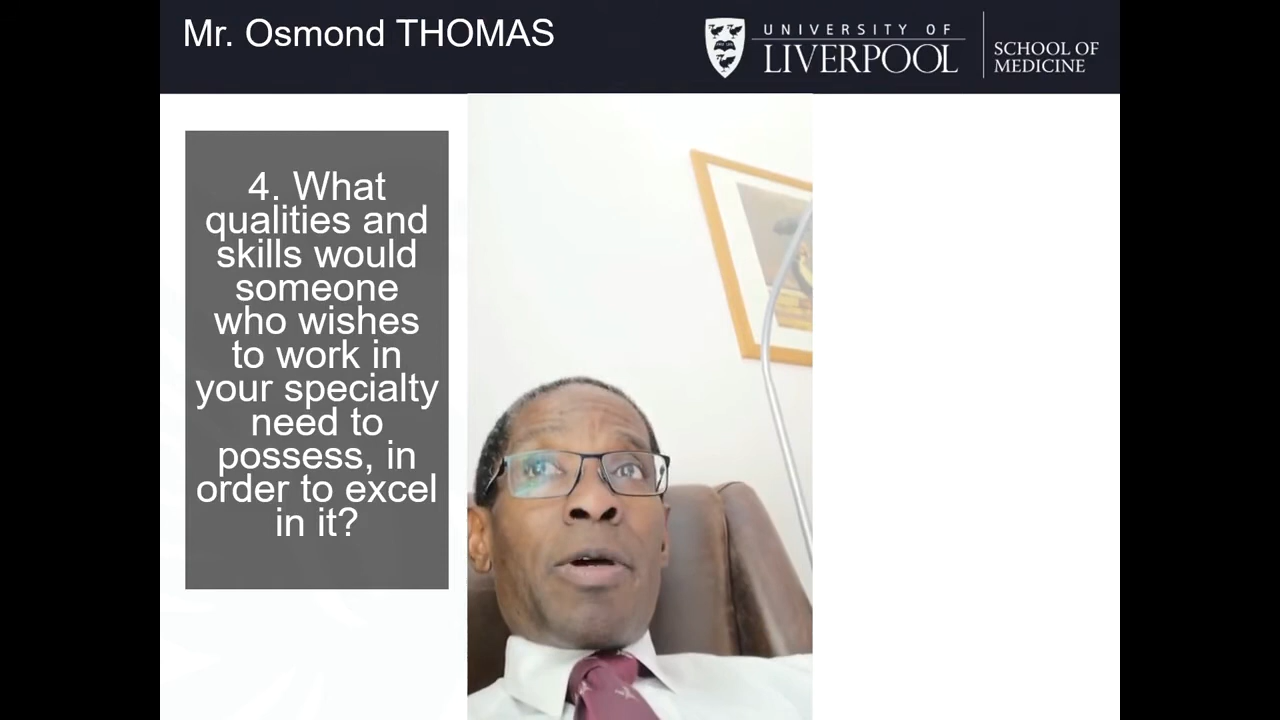 Mr. Osmond THOMAS
UNIVERSITY OF
LIVERPOOL
SCHOOL OF
MEDICINE
4. What
qualities and
skills would
someone
who wishes
to work in
your specialty
need to
possess, in
order to excel
in it?